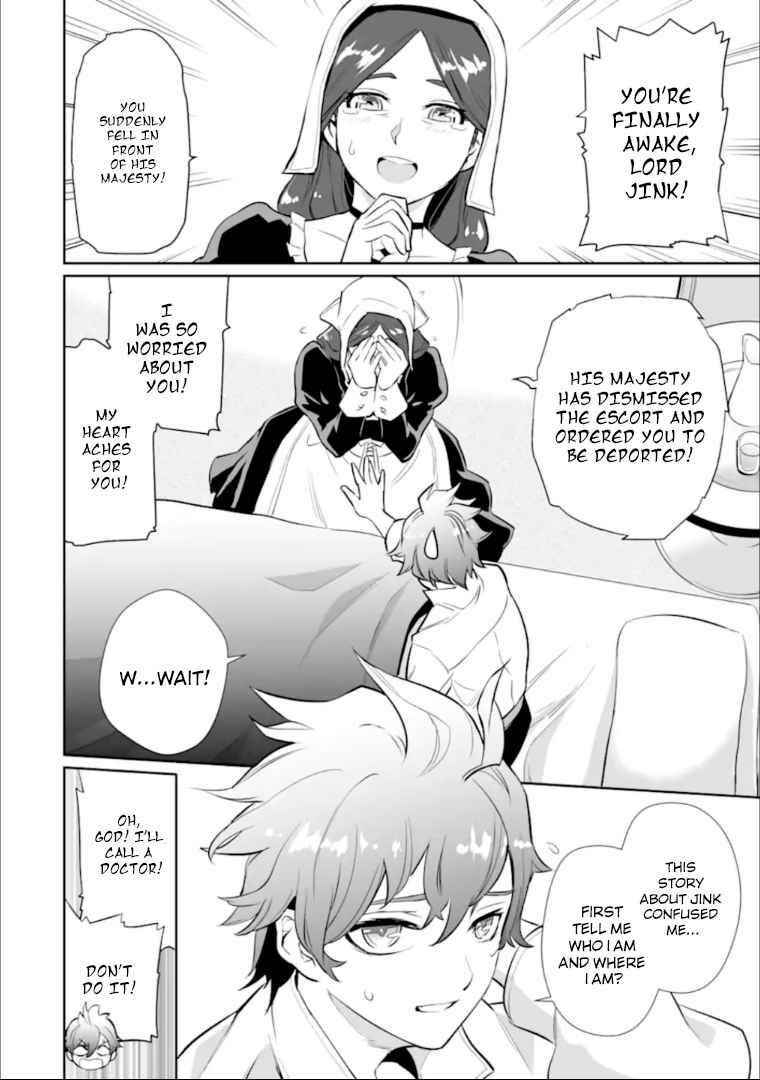 YOU'RE
FINALLY
AWAKE,
LORD
JINK!
YOU
SUDDENLY
FELL IN
FRONT
OF HIS
MAJESTY!
HIS MAJESTY
HAS DISMISSED
THE ESCORT AND
ORDERED YOU TO
BE DEPORTED!
I
WAS SO
WORRIED
ABOUT
YOU!
MY
HEART
ACHES
FOR
YOU!
W...WAIT!
THIS
STORY
ABOUT JINK
CONFUSED
ME...
FIRST
TELL ME
WHO I AM
AND WHERE
I AM?
OH,
GOD! I'LL
CALL A
DOCTOR!
DON'T
DO IT!